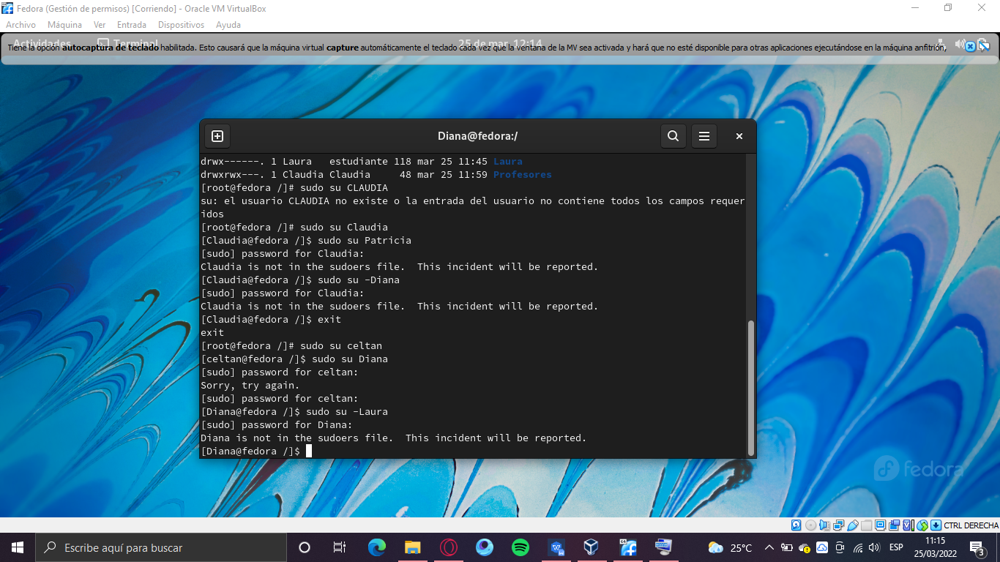 Fedora (Gestión de permisos) [Corriendo] - Oracle VM VirtualBox
Archivo Máquina Ver Entrada Dispositivos Ayuda
Actividades Terminal 25 de mar 12:14
Tiene la opción autocaptura de teclado habilitada. Esto causará que la máquina virtual capture automáticamente el teclado cada vez que la ventana de la MV sea activada y hará que no esté disponible para otras aplicaciones ejecutándose en la máquina anfitrión,
Diana@fedora:/
drwx------. 1 Laura   estudiante 118 mar 25 11:45 Laura
drwxrwx---. 1 Claudia Claudia     48 mar 25 11:59 Profesores
[root@fedora /]# sudo su CLAUDIA
su: el usuario CLAUDIA no existe o la entrada del usuario no contiene todos los campos requer
idos
[root@fedora /]# sudo su Claudia
[Claudia@fedora /]$ sudo su Patricia
[sudo] password for Claudia:
Claudia is not in the sudoers file.  This incident will be reported.
[Claudia@fedora /]$ sudo su -Diana
[sudo] password for Claudia:
Claudia is not in the sudoers file.  This incident will be reported.
[Claudia@fedora /]$ exit
exit
[root@fedora /]# sudo su celtan
[celtan@fedora /]$ sudo su Diana
[sudo] password for celtan:
Sorry, try again.
[sudo] password for celtan:
[Diana@fedora /]$ sudo su -Laura
[sudo] password for Diana:
Diana is not in the sudoers file.  This incident will be reported.
[Diana@fedora /]$
fedora
CTRL DERECHA
Escribe aquí para buscar
25°C
ESP
11:15
25/03/2022
3